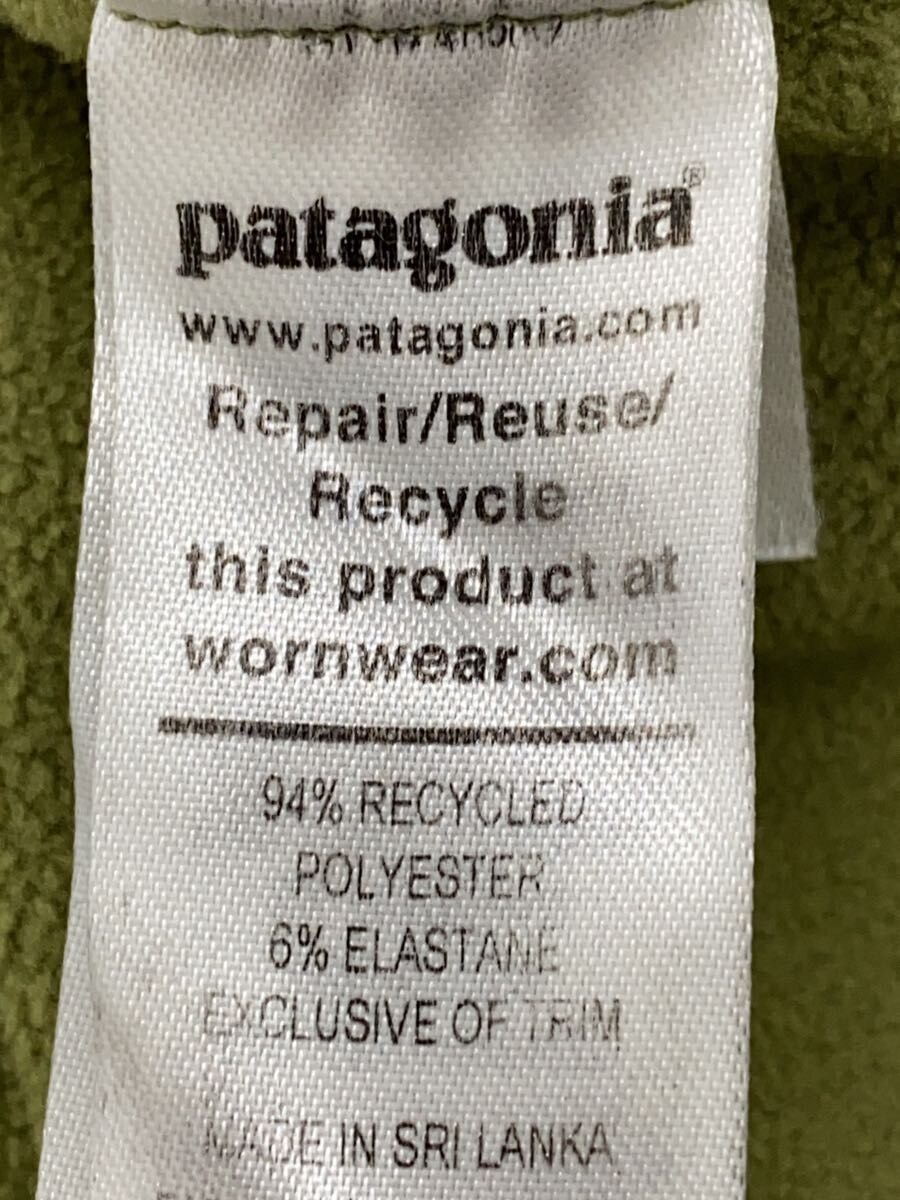 patagonia®
www.patagonia.com
Repair/Reuse/
Recycle
this product at
wornwear.com
94% RECYCLED
POLYESTER
6% ELASTANE
EXCLUSIVE OF TRIM
MADE IN SRI LANKA